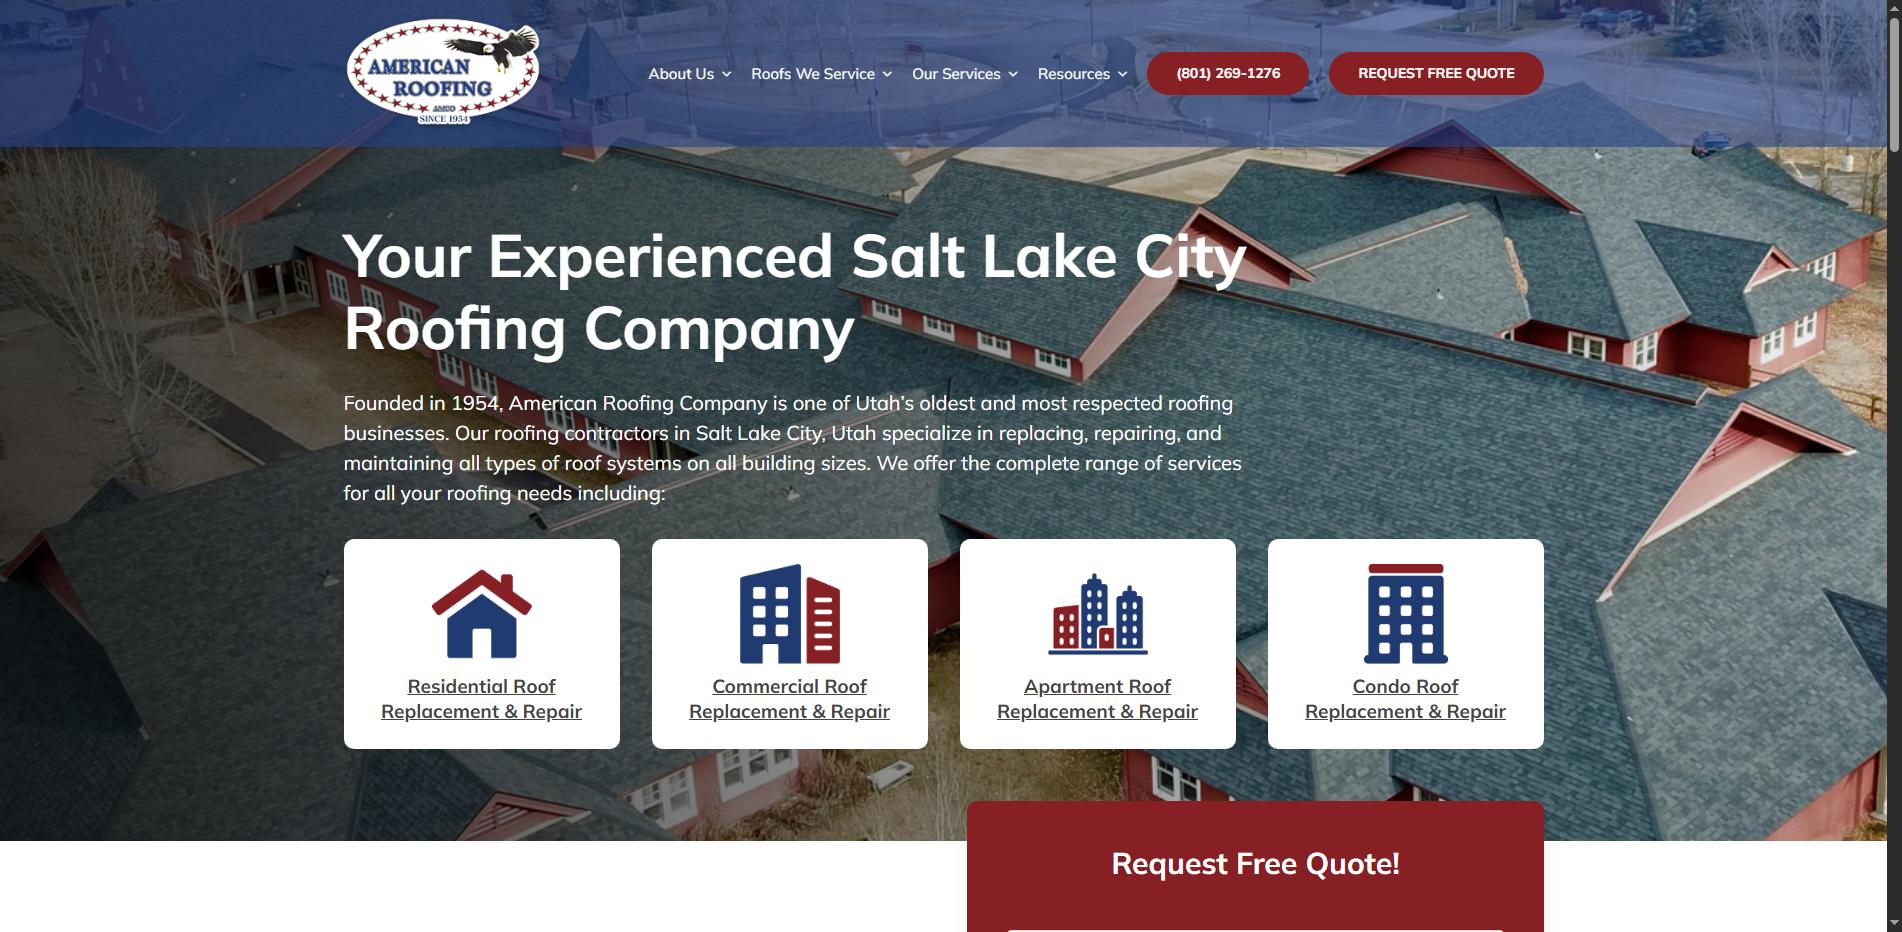 AMERICAN
ROOFING
AMCO
SINCE 1954
About Us
Roofs We Service
Our Services
Resources
(801) 269-1276
REQUEST FREE QUOTE
Your Experienced Salt Lake City
Roofing Company
Founded in 1954, American Roofing Company is one of Utah’s oldest and most respected roofing
businesses. Our roofing contractors in Salt Lake City, Utah specialize in replacing, repairing, and
maintaining all types of roof systems on all building sizes. We offer the complete range of services
for all your roofing needs including:
Residential Roof
Replacement & Repair
Commercial Roof
Replacement & Repair
Apartment Roof
Replacement & Repair
Condo Roof
Replacement & Repair
Request Free Quote!